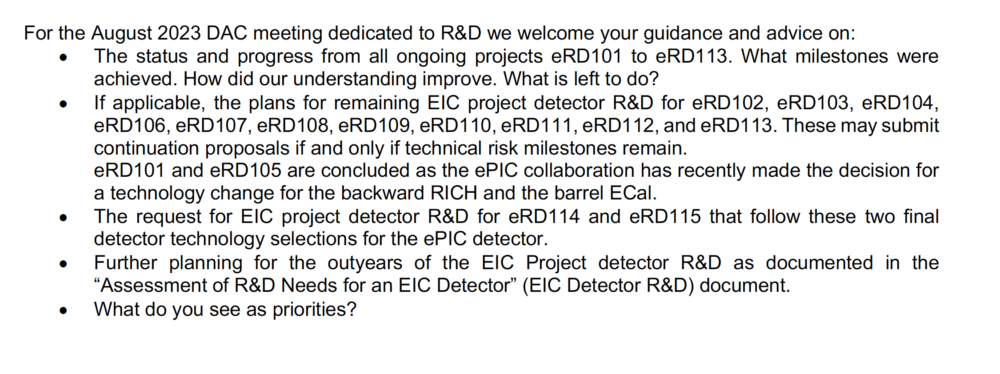 For the August 2023 DAC meeting dedicated to R&D we welcome your guidance and advice on:
• The status and progress from all ongoing projects eRD101 to eRD113. What milestones were
achieved. How did our understanding improve. What is left to do?
• If applicable, the plans for remaining EIC project detector R&D for eRD102, eRD103, eRD104,
eRD106, eRD107, eRD108, eRD109, eRD110, eRD111, eRD112, and eRD113. These may submit
continuation proposals if and only if technical risk milestones remain.
eRD101 and eRD105 are concluded as the ePIC collaboration has recently made the decision for
a technology change for the backward RICH and the barrel ECal.
• The request for EIC project detector R&D for eRD114 and eRD115 that follow these two final
detector technology selections for the ePIC detector.
• Further planning for the outyears of the EIC Project detector R&D as documented in the
“Assessment of R&D Needs for an EIC Detector” (EIC Detector R&D) document.
• What do you see as priorities?